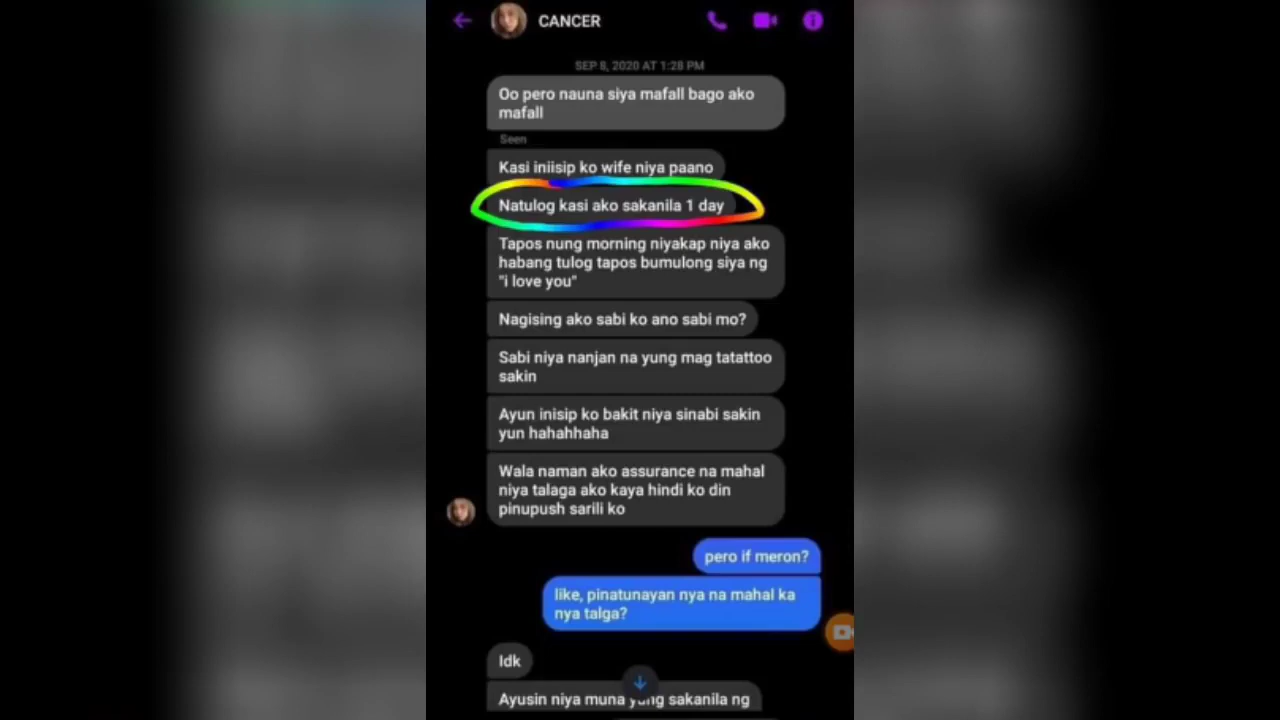 CANCER
SEP 8, 2020 AT 1:28 PM
Oo pero nauna siya mafall bago ako
mafall
Seen
Kasi iniisip ko wife niya paano
Natulog kasi ako sakanila 1 day
Tapos nung morning niyakap niya ako
habang tulog tapos bumulong siya ng
"i love you"
Nagising ako sabi ko ano sabi mo?
Sabi niya nanjan na yung mag tatattoo
sakin
Ayun inisip ko bakit niya sinabi sakin
yun hahahhaha
Wala naman ako assurance na mahal
niya talaga ako kaya hindi ko din
pinupush sarili ko
pero if meron?
like, pinatunayan nya na mahal ka
nya talga?
Idk
Ayusin niya muna yung sakanila ng